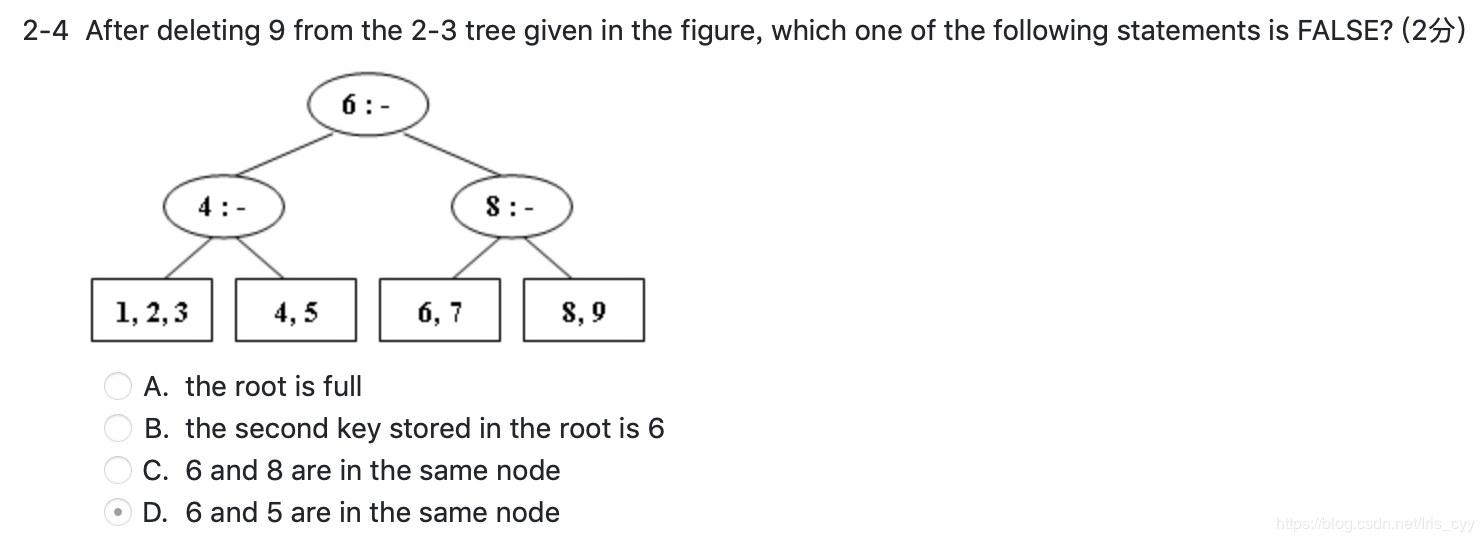 2-4 After deleting 9 from the 2-3 tree given in the figure, which one of the following statements is FALSE? (2分)
6 : -
4 : - 8 : -
1, 2, 3 4, 5 6, 7 8, 9
A. the root is full
B. the second key stored in the root is 6
C. 6 and 8 are in the same node
D. 6 and 5 are in the same node
https://blog.csdn.net/Iris_cyy